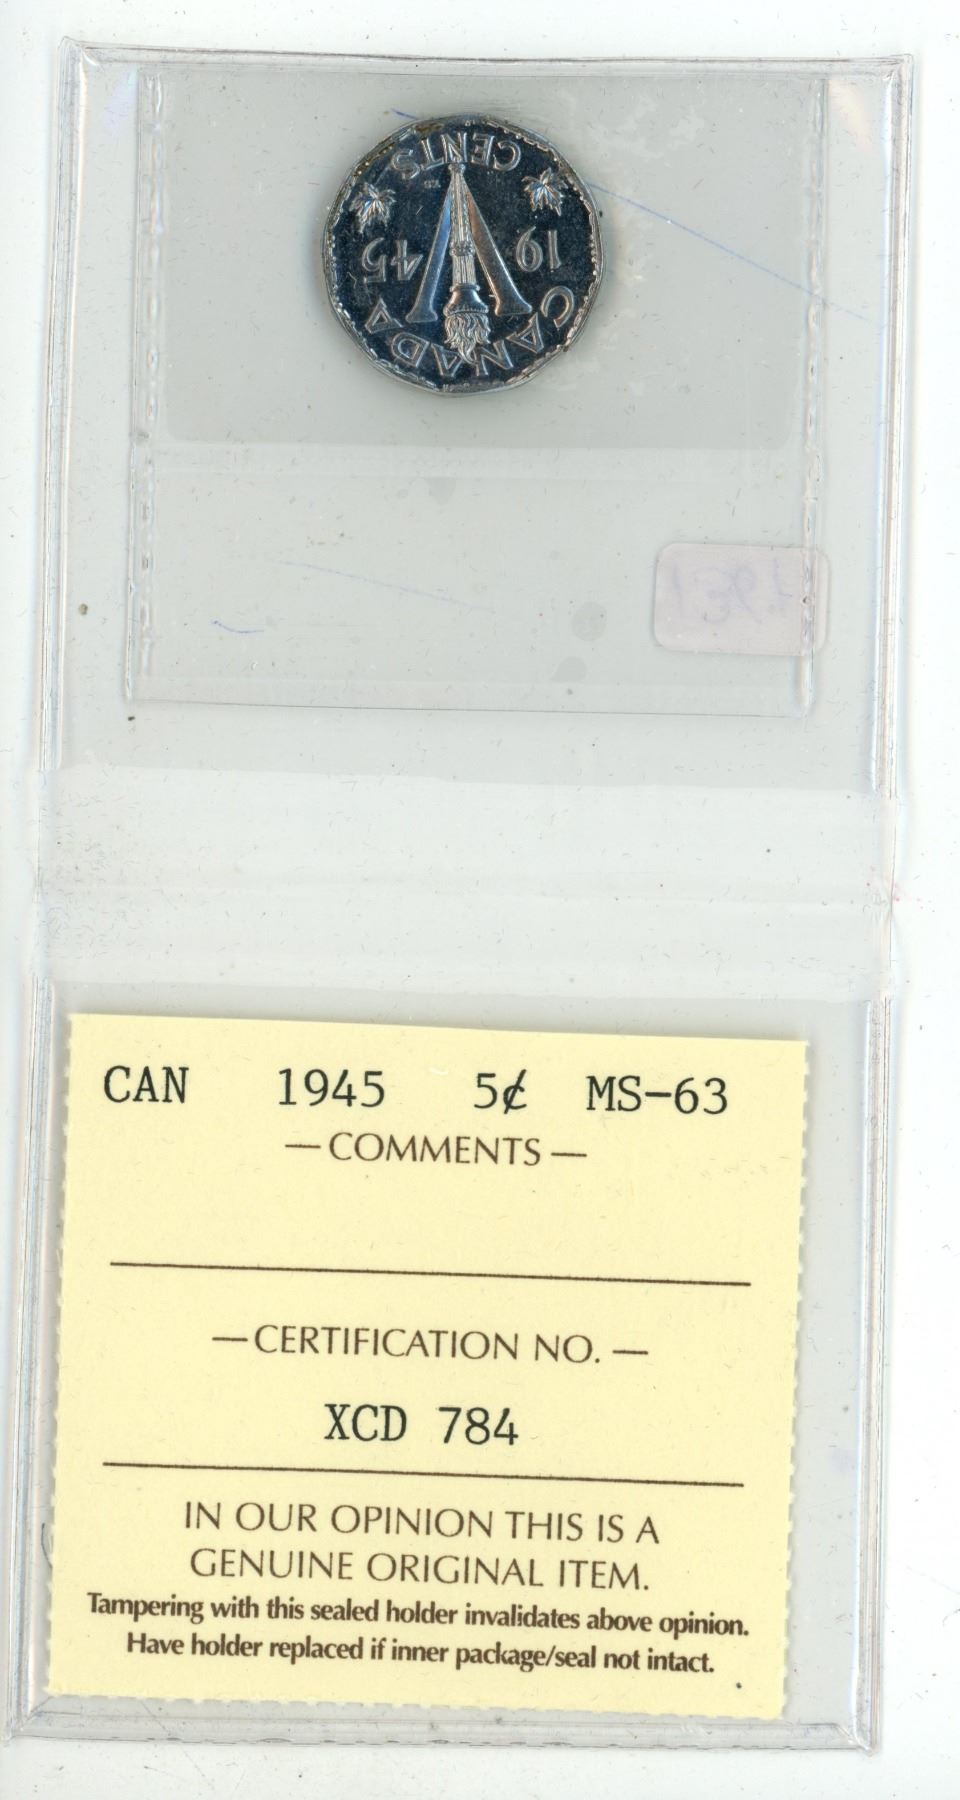 CENTS
19 45
CANADA
CAN 1945 5¢ MS-63
— COMMENTS —
— CERTIFICATION NO. —
XCD 784
IN OUR OPINION THIS IS A
GENUINE ORIGINAL ITEM.
Tampering with this sealed holder invalidates above opinion.
Have holder replaced if inner package/seal not intact.